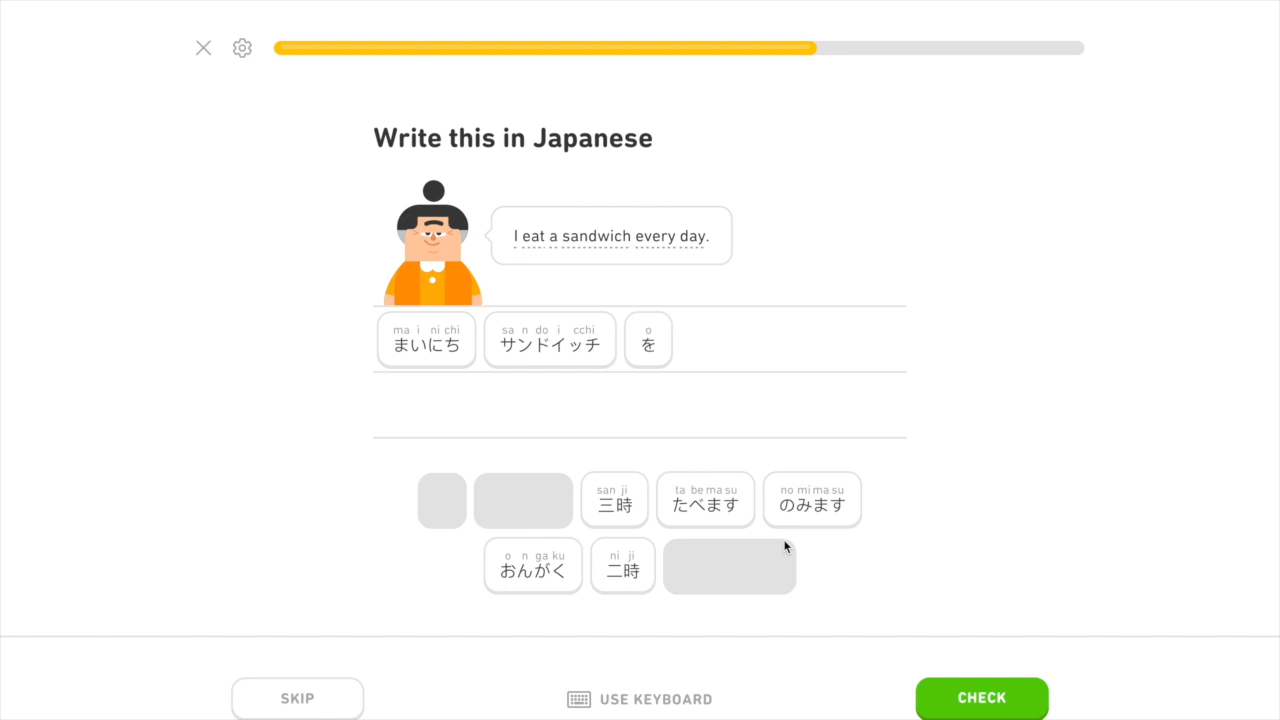 Write this in Japanese
I eat a sandwich every day.
ma i ni chi sa n do i cchi o
まいにち サンドイッチ を
san ji ta be ma su no mi ma su
三時 たべます のみます
o n ga ku ni ji
おんがく 二時
SKIP USE KEYBOARD CHECK